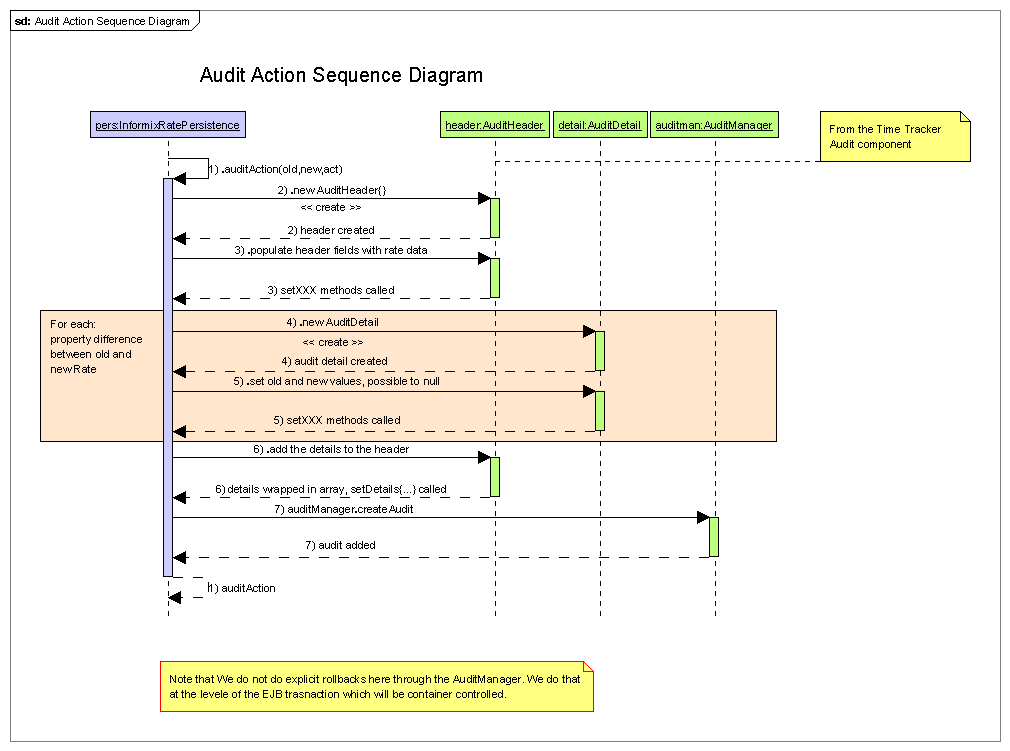 sd: Audit Action Sequence Diagram
Audit Action Sequence Diagram
pers:InformixRatePersistence
header:AuditHeader
detail:AuditDetail
auditman:AuditManager
From the Time Tracker
Audit component
1) .auditAction(old,new,act)
2) .new AuditHeader{}
<< create >>
2) header created
3) .populate header fields with rate data
3) setXXX methods called
For each:
property difference
between old and
new Rate
4) .new AuditDetail
<< create >>
4) audit detail created
5) .set old and new values, possible to null
5) setXXX methods called
6) .add the details to the header
6) details wrapped in array, setDetails{...} called
7) auditManager.createAudit
7) audit added
1) auditAction
Note that We do not do explicit rollbacks here through the AuditManager. We do that
at the levele of the EJB trasnaction which will be container controlled.